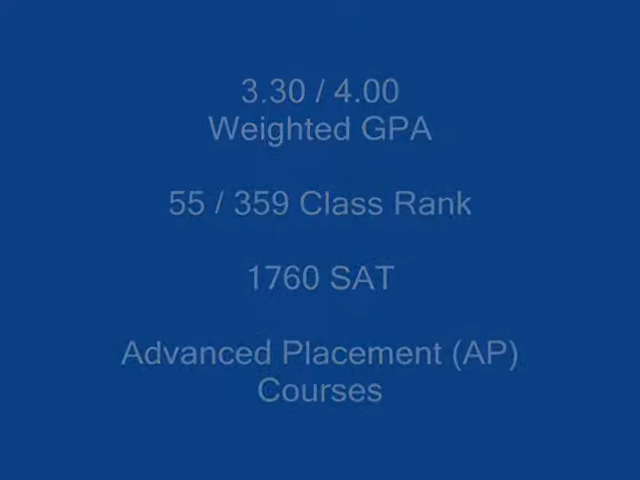 3.30 / 4.00
Weighted GPA
55 / 359 Class Rank
1760 SAT
Advanced Placement (AP)
Courses